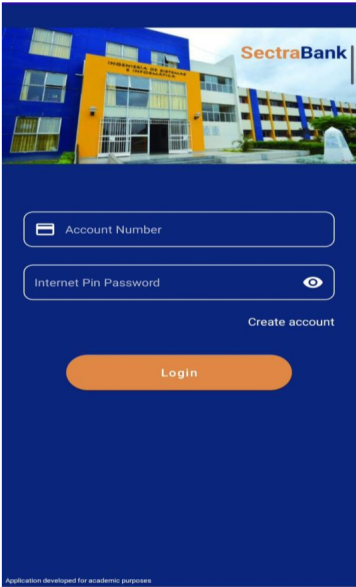 SectraBank
INGENIERIA DE SISTEMAS
E INFORMATICA
Account Number
Internet Pin Password
Create account
Login
Application developed for academic purposes